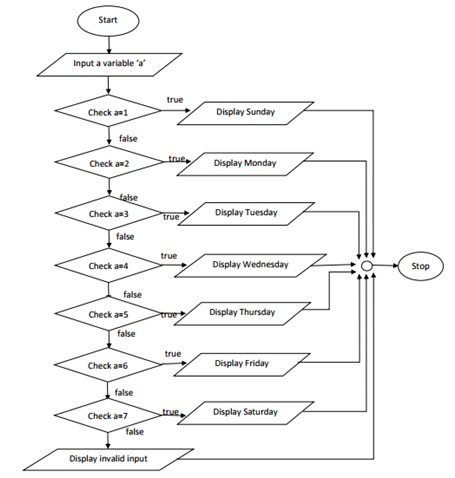 Start
Input a variable ‘a’
true
Check a=1
Display Sunday
false
true
Check a=2
Display Monday
false
Check a=3
true
Display Tuesday
false
true
Check a=4
Display Wednesday
Stop
false
Check a=5
true
Display Thursday
false
true
Check a=6
Display Friday
false
Check a=7
true
Display Saturday
false
Display invalid input